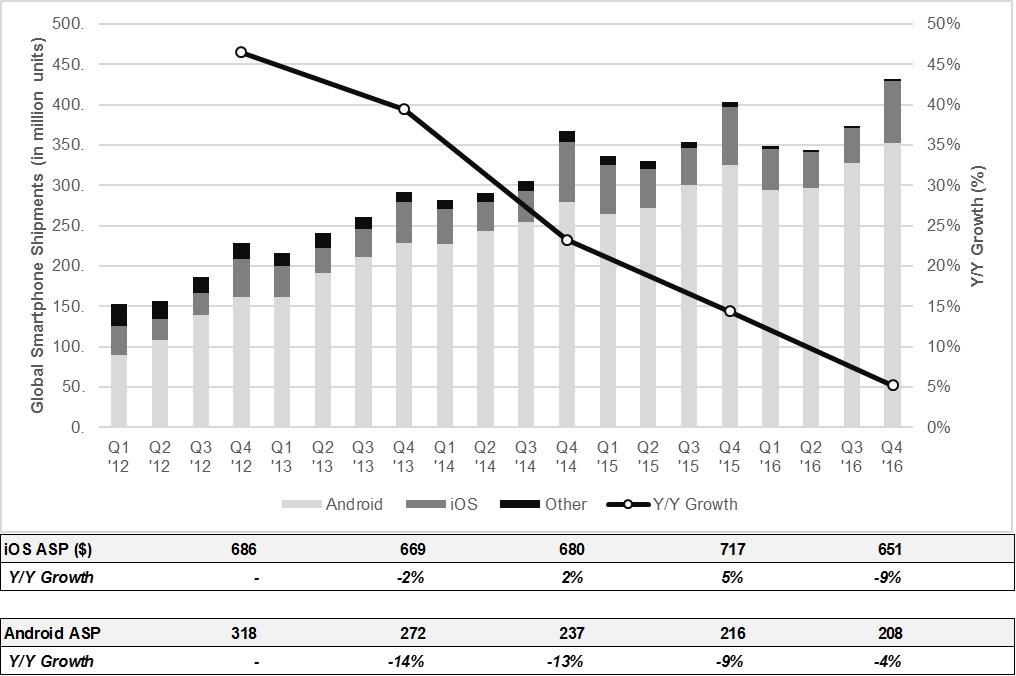 500.
450.
400.
350.
300.
250.
200.
150.
100.
50.
0.
Global Smartphone Shipments (in million units)
50%
45%
40%
35%
30%
25%
20%
15%
10%
5%
0%
Y/Y Growth (%)
Q1 Q2 Q3 Q4 Q1 Q2 Q3 Q4 Q1 Q2 Q3 Q4 Q1 Q2 Q3 Q4 Q1 Q2 Q3 Q4
'12 '12 '12 '12 '13 '13 '13 '13 '14 '14 '14 '14 '15 '15 '15 '15 '16 '16 '16 '16
Android iOS Other Y/Y Growth
iOS ASP ($) 686 669 680 717 651
Y/Y Growth - -2% 2% 5% -9%
Android ASP 318 272 237 216 208
Y/Y Growth - -14% -13% -9% -4%